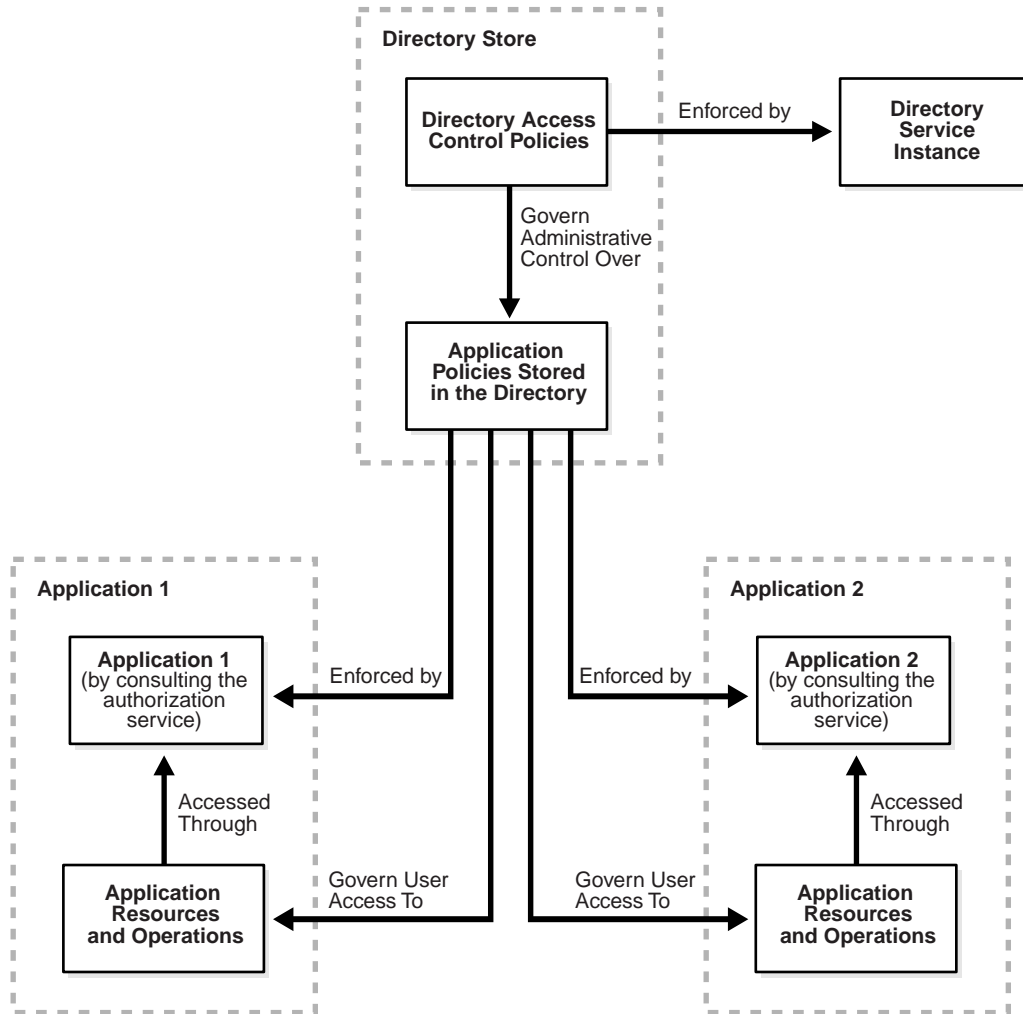 Directory Store
Directory Access
Control Policies
Enforced by
Directory
Service
Instance
Govern
Administrative
Control Over
Application
Policies Stored
in the Directory
Application 1
Application 1
(by consulting the
authorization
service)
Enforced by
Accessed
Through
Application
Resources
and Operations
Govern User
Access To
Application 2
Enforced by
Application 2
(by consulting the
authorization
service)
Accessed
Through
Govern User
Access To
Application
Resources
and Operations